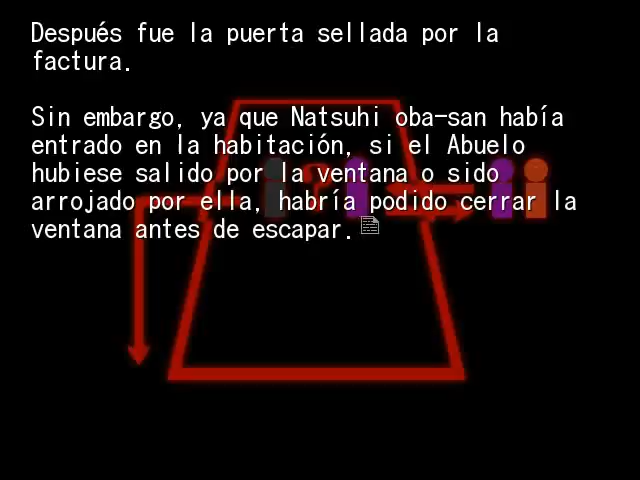 Después fue la puerta sellada por la
factura.
Sin embargo, ya que Natsuhi oba-san había
entrado en la habitación, si el Abuelo
hubiese salido por la ventana o sido
arrojado por ella, habría podido cerrar la
ventana antes de escapar.